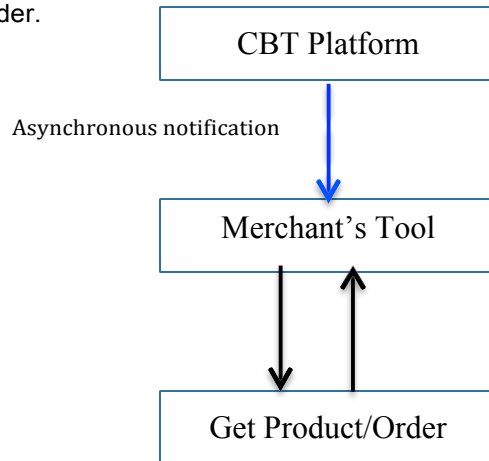 der.
CBT Platform
Asynchronous notification
Merchant’s Tool
Get Product/Order